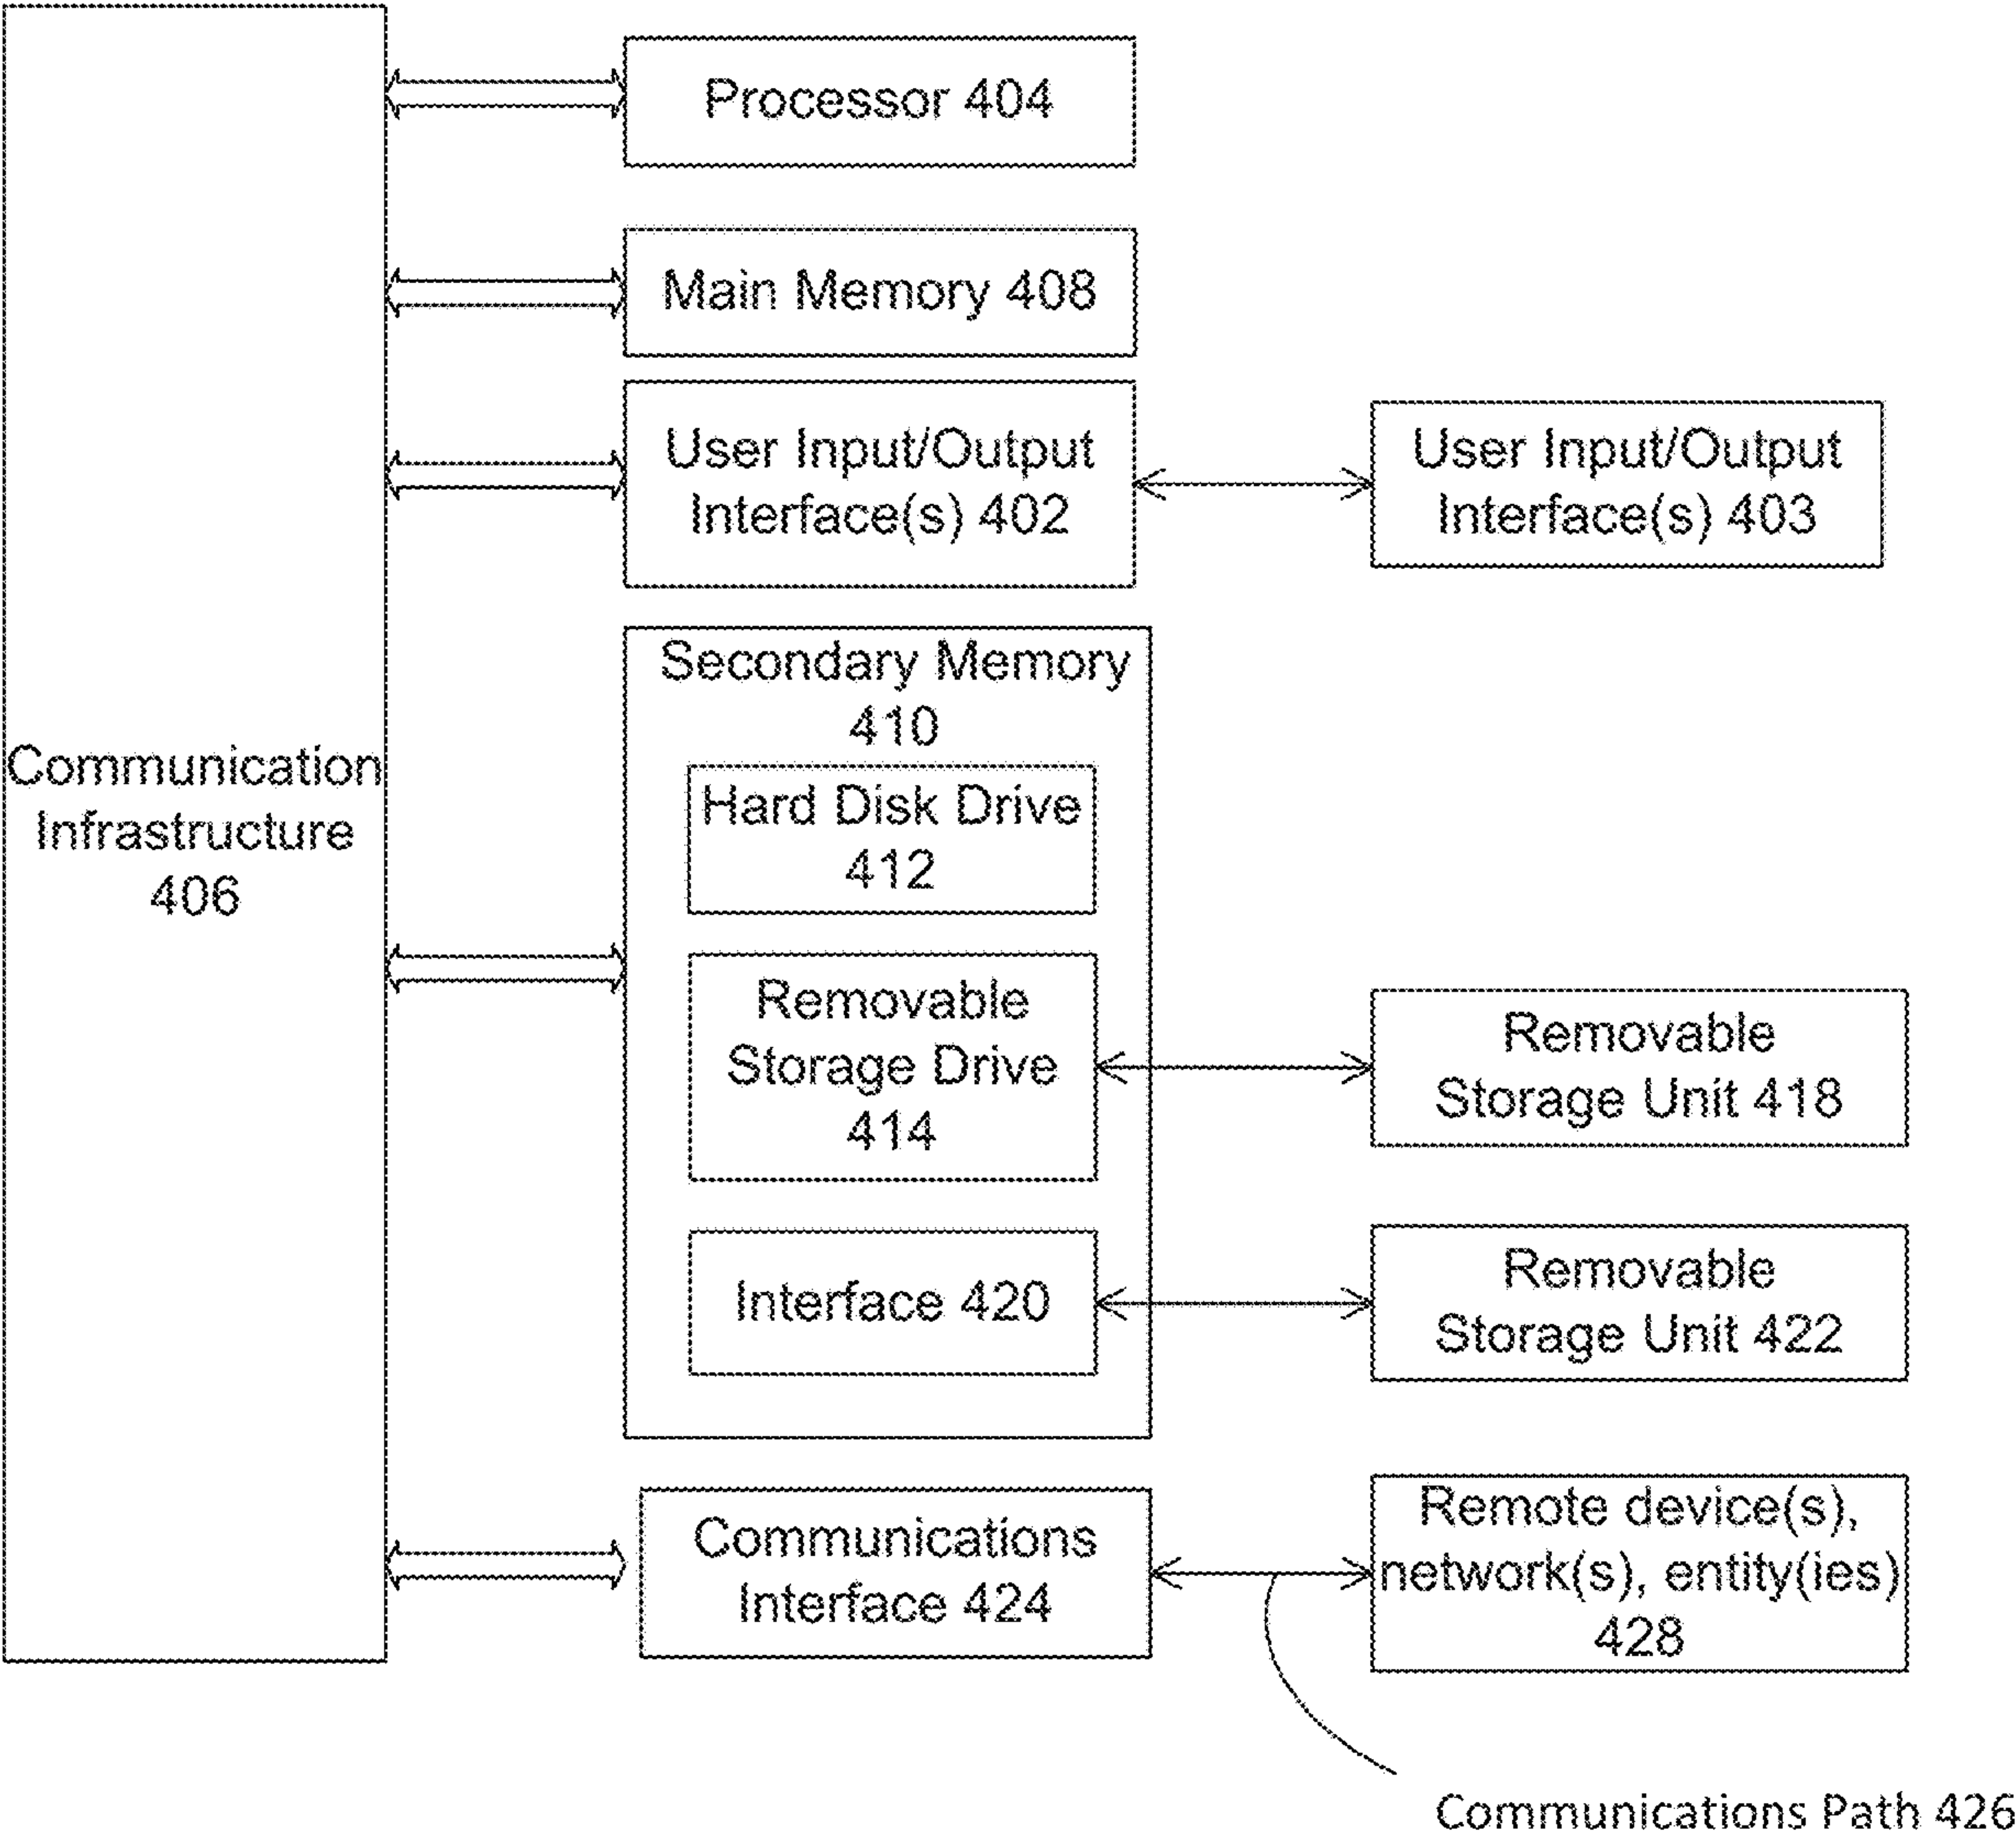 Processor 404
Main Memory 408
User Input/Output
Interface(s) 402
User Input/Output
Interface(s) 403
Communication
Infrastructure
406
Secondary Memory
410
Hard Disk Drive
412
Removable
Storage Drive
414
Removable
Storage Unit 418
Interface 420
Removable
Storage Unit 422
Communications
Interface 424
Remote device(s),
network(s), entity(ies)
428
Communications Path 426